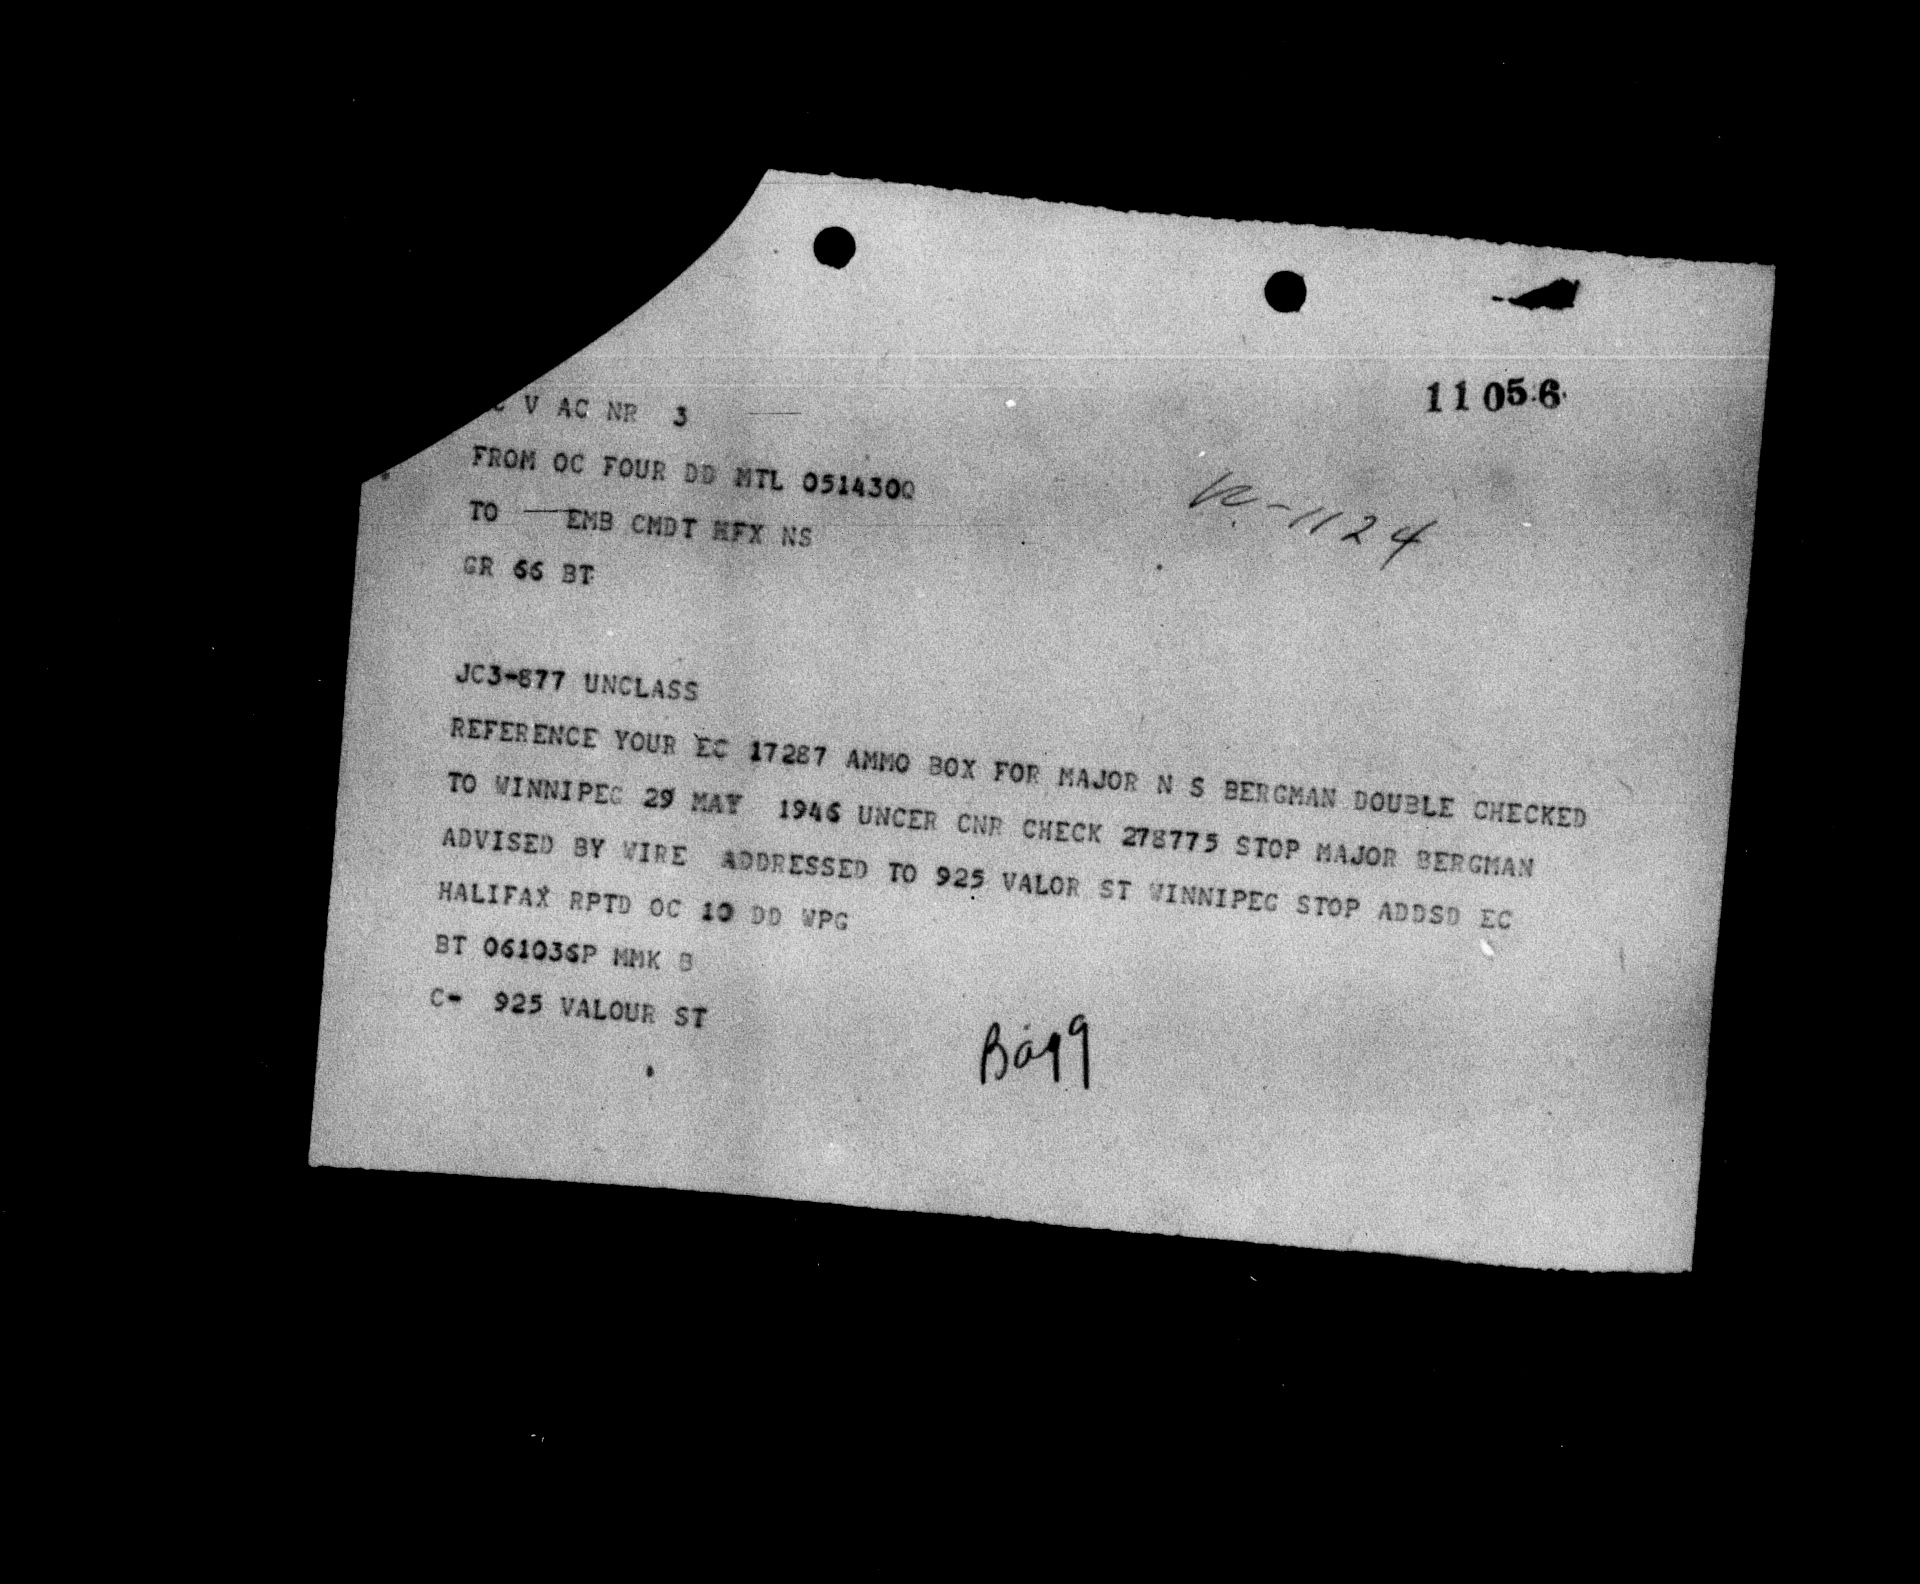 11056
V AC NR 3
FROM OC FOUR DD MTL 051430Q
W-1124
TO EMB CMDT HFX NS
GR 66 BT
JC3-877 UNCLASS
REFERENCE YOUR EC 17287 AMMO BOX FOR MAJOR N S BERGMAN DOUBLE CHECKED
TO WINNIPEG 29 MAY 1946 UNCER CNR CHECK 278775 STOP MAJOR BERGMAN
ADVISED BY WIRE ADDRESSED TO 925 VALOR ST WINNIPEG STOP ADDSD EC
HALIFAX RPTD OC 10 DD WPG
BT 061036P MMK B
C- 925 VALOUR ST